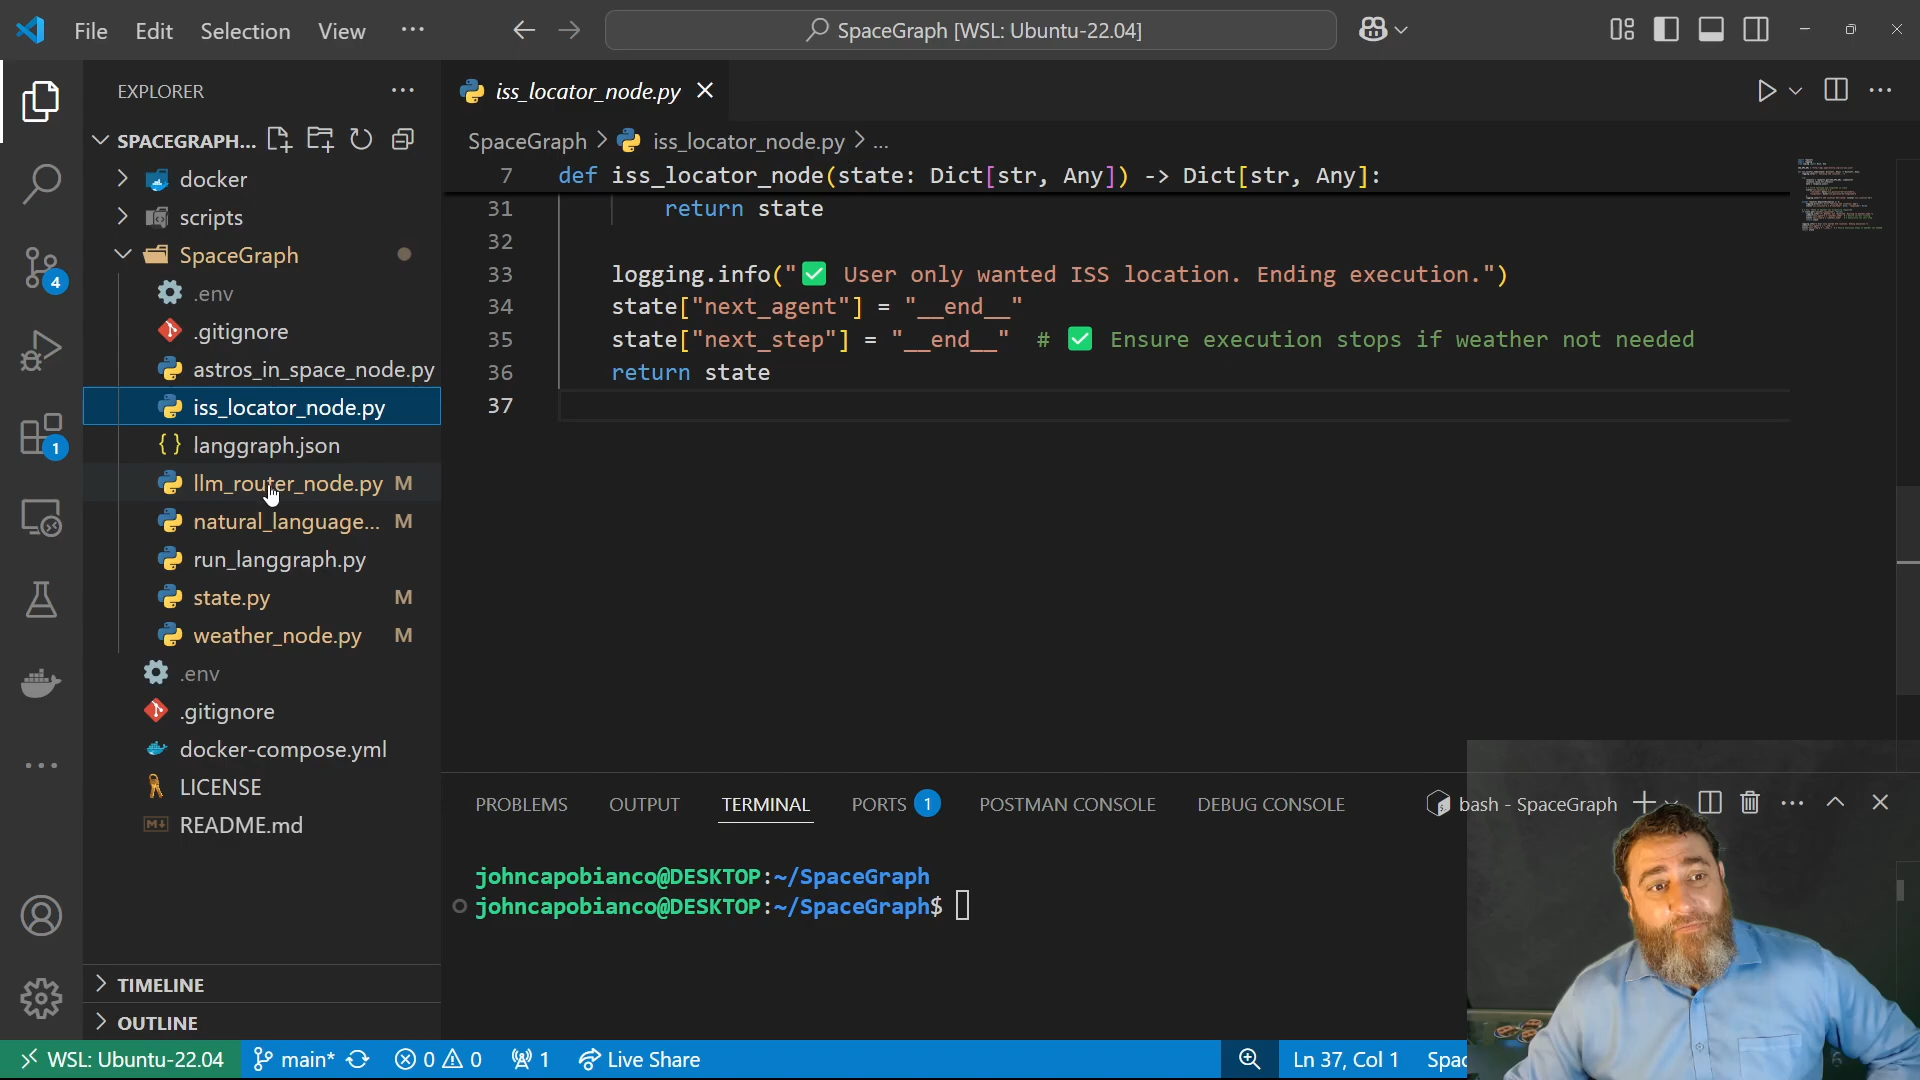 File Edit Selection View ...
SpaceGraph [WSL: Ubuntu-22.04]
EXPLORER
SPACEGRAPH...
docker
scripts
SpaceGraph
.env
.gitignore
astros_in_space_node.py
iss_locator_node.py
langgraph.json
llm_router_node.py M
natural_language... M
run_langgraph.py
state.py M
weather_node.py M
.env
.gitignore
docker-compose.yml
LICENSE
README.md
TIMELINE
OUTLINE
4
1
iss_locator_node.py
SpaceGraph > iss_locator_node.py > ...
7 def iss_locator_node(state: Dict[str, Any]) -> Dict[str, Any]:
31 return state
32
33 logging.info("✅ User only wanted ISS location. Ending execution.")
34 state["next_agent"] = "__end__"
35 state["next_step"] = "__end__" # ✅ Ensure execution stops if weather not needed
36 return state
37
PROBLEMS OUTPUT TERMINAL PORTS 1 POSTMAN CONSOLE DEBUG CONSOLE bash - SpaceGraph
johncapobianco@DESKTOP:~/SpaceGraph
johncapobianco@DESKTOP:~/SpaceGraph$
WSL: Ubuntu-22.04 main* 0 0 1 Live Share Ln 37, Col 1